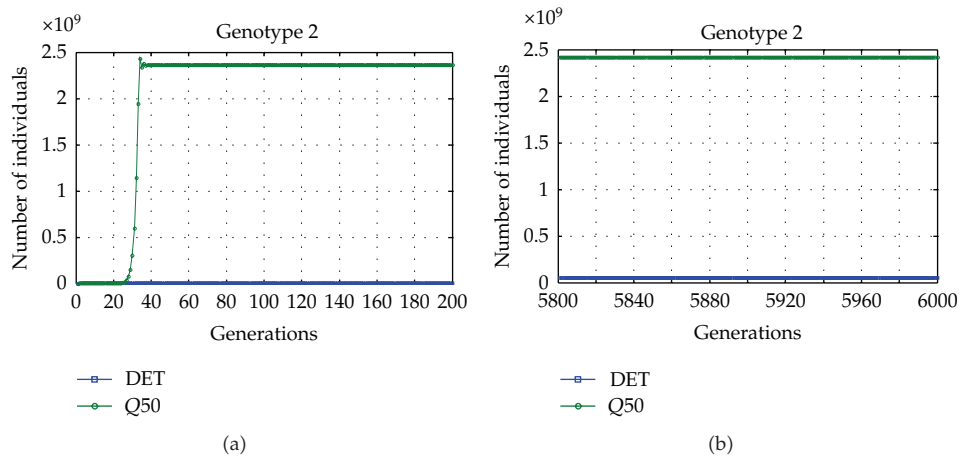 ×10⁹
Genotype 2
2.5
2
1.5
1
0.5
0
Number of individuals
0 20 40 60 80 100 120 140 160 180 200
Generations
DET
Q50
(a)
×10⁹
Genotype 2
2.5
2
1.5
1
0.5
0
Number of individuals
5800 5840 5880 5920 5960 6000
Generations
DET
Q50
(b)